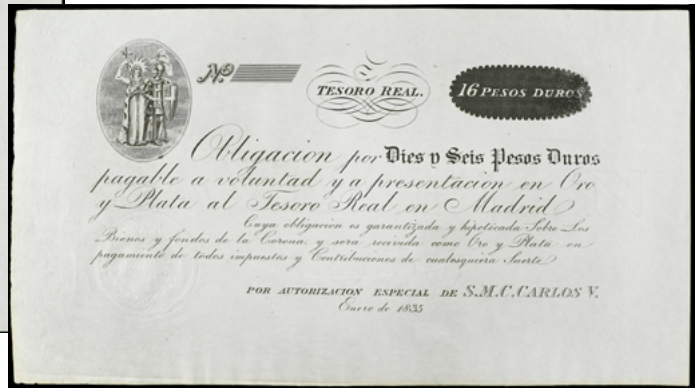 Nº
TESORO REAL.
16 PESOS DUROS
Obligacion por Dies y Seis Pesos Duros
pagable a voluntad y a presentacion en Oro
y Plata al Tesoro Real en Madrid
Cuya obligacion es garantizada y hipoticada Sobre Los
Bienes y fondos de la Corona, y sera recivida como Oro y Plata en
pagamiento de todos impuestos y Contribuciones de cualesquiera Suerte
POR AUTORIZACION ESPECIAL DE S.M.C. CARLOS V.
Enero de 1835